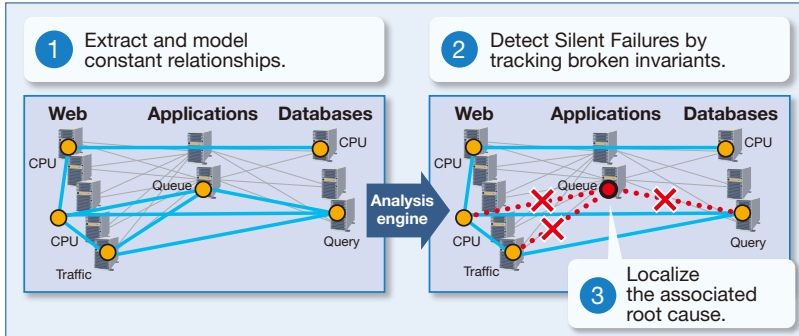 1 Extract and model
constant relationships.
2 Detect Silent Failures by
tracking broken invariants.
Web Applications Databases
CPU
CPU
Queue
CPU
Query
Traffic
Analysis
engine
Web Applications Databases
CPU
CPU
Queue
CPU
Query
Traffic
3 Localize
the associated
root cause.